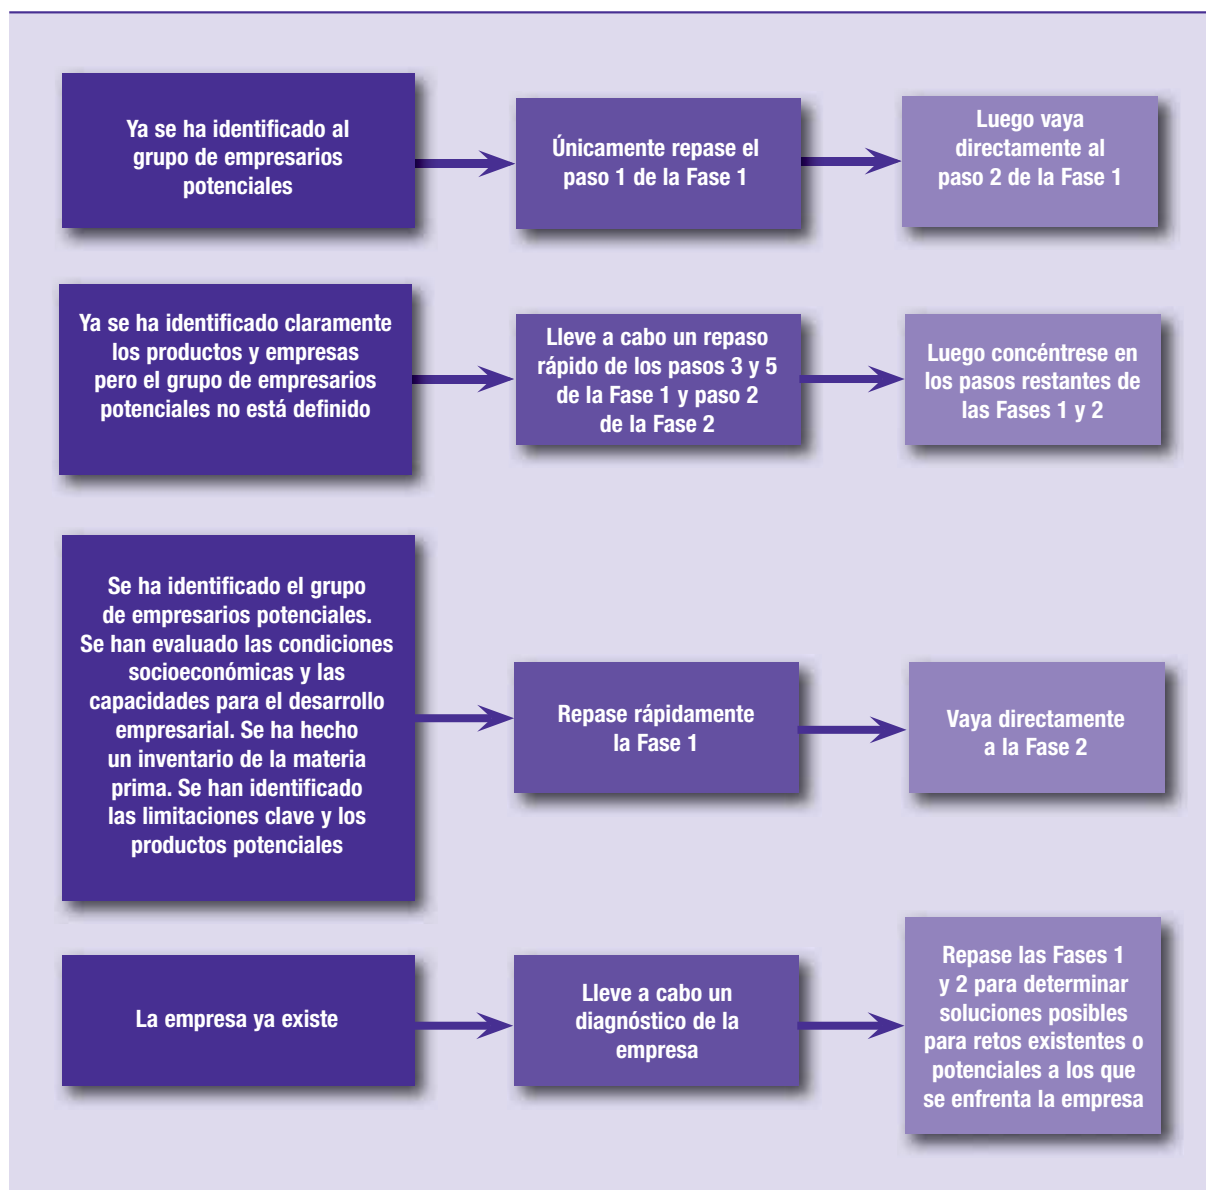 Ya se ha identificado al
grupo de empresarios
potenciales
Únicamente repase el
paso 1 de la Fase 1
Luego vaya
directamente al
paso 2 de la Fase 1
Ya se ha identificado claramente
los productos y empresas
pero el grupo de empresarios
potenciales no está definido
Lleve a cabo un repaso
rápido de los pasos 3 y 5
de la Fase 1 y paso 2
de la Fase 2
Luego concéntrese en
los pasos restantes de
las Fases 1 y 2
Se ha identificado el grupo
de empresarios potenciales.
Se han evaluado las condiciones
socioeconómicas y las
capacidades para el desarrollo
empresarial. Se ha hecho
un inventario de la materia
prima. Se han identificado
las limitaciones clave y los
productos potenciales
Repase rápidamente
la Fase 1
Vaya directamente
a la Fase 2
La empresa ya existe
Lleve a cabo un
diagnóstico de la
empresa
Repase las Fases 1
y 2 para determinar
soluciones posibles
para retos existentes o
potenciales a los que
se enfrenta la empresa